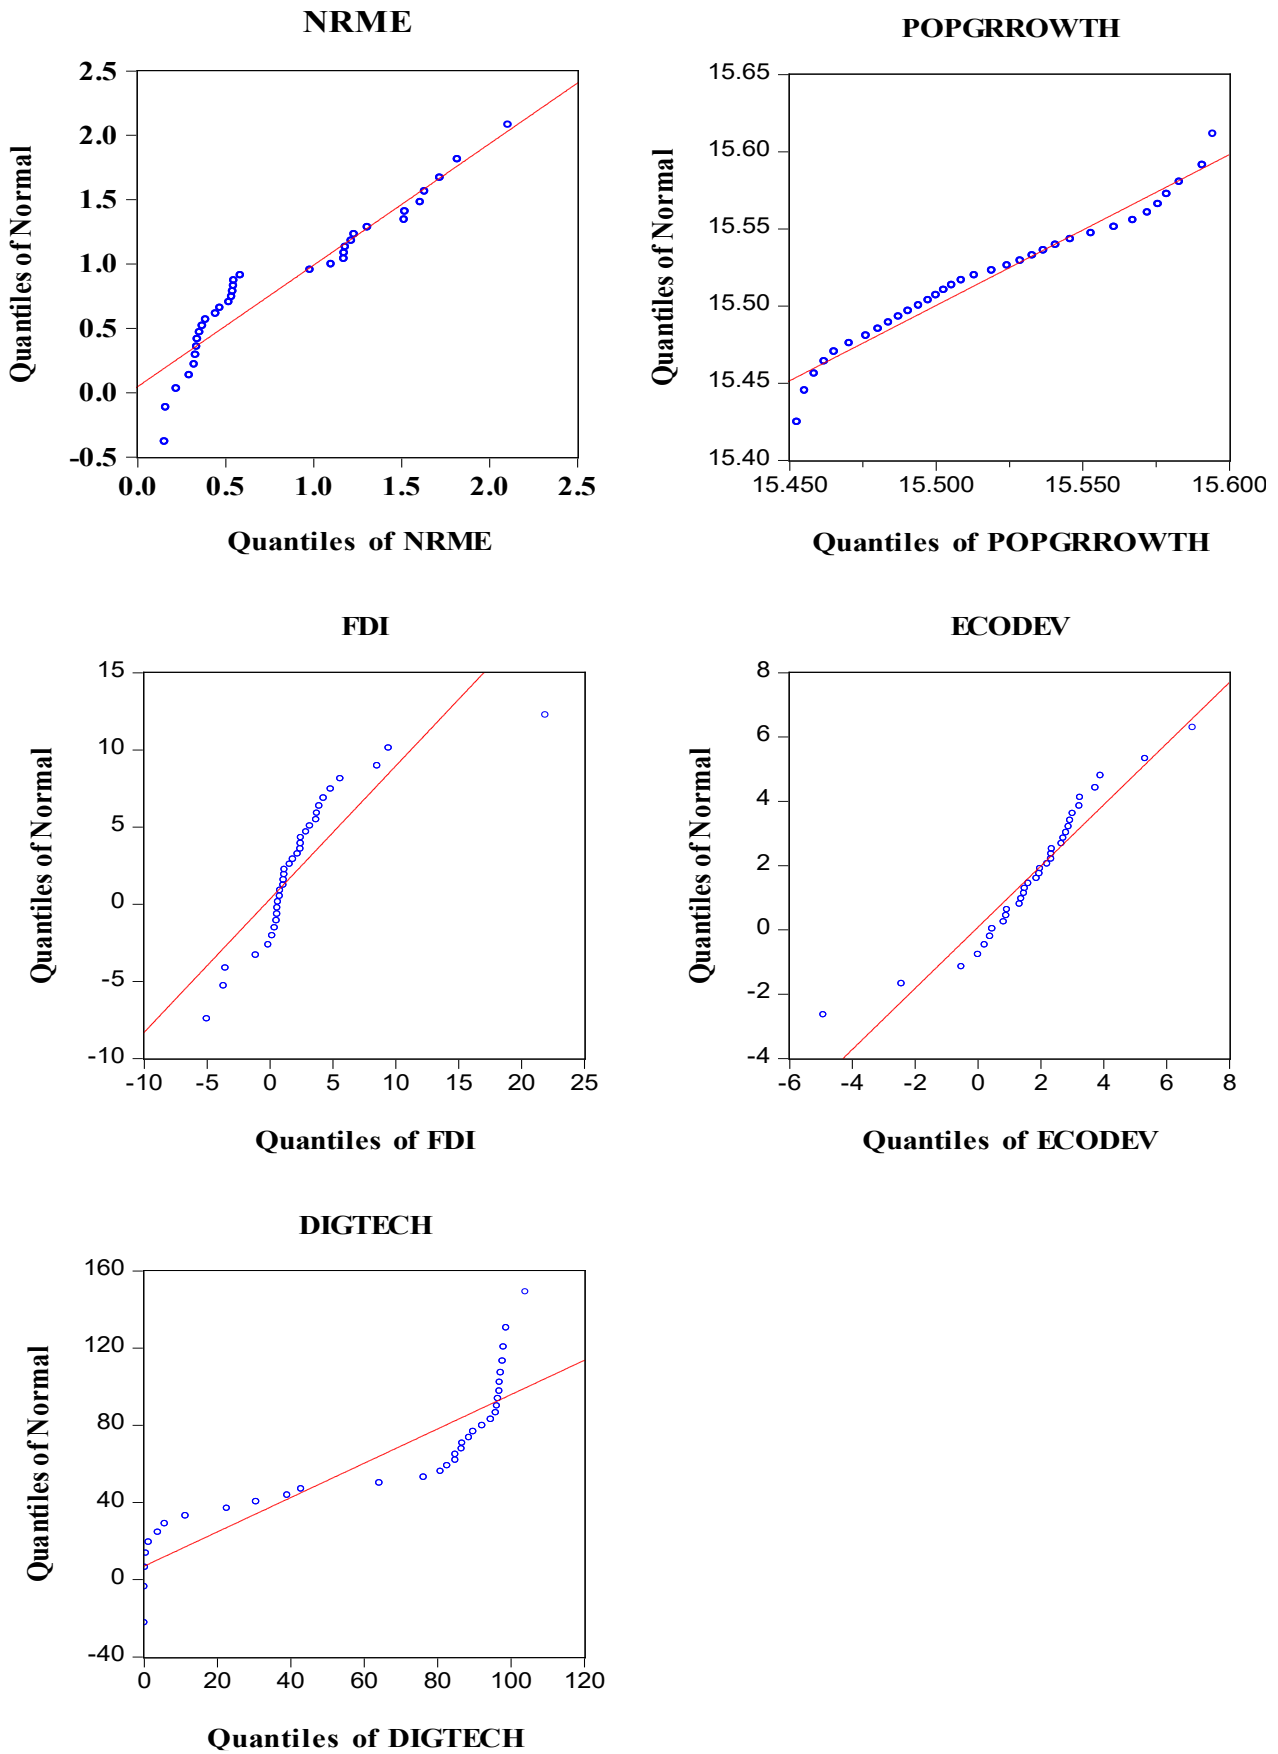 NRME
2.5
2.0
1.5
1.0
0.5
0.0
-0.5
Quantiles of Normal
0.0 0.5 1.0 1.5 2.0 2.5
Quantiles of NRME
POPGRROWTH
15.65
15.60
15.55
15.50
15.45
15.40
Quantiles of Normal
15.450 15.500 15.550 15.600
Quantiles of POPGRROWTH
FDI
15
10
5
0
-5
-10
Quantiles of Normal
-10 -5 0 5 10 15 20 25
Quantiles of FDI
ECODEV
8
6
4
2
0
-2
-4
Quantiles of Normal
-6 -4 -2 0 2 4 6 8
Quantiles of ECODEV
DIGTECH
160
120
80
40
0
-40
Quantiles of Normal
0 20 40 60 80 100 120
Quantiles of DIGTECH